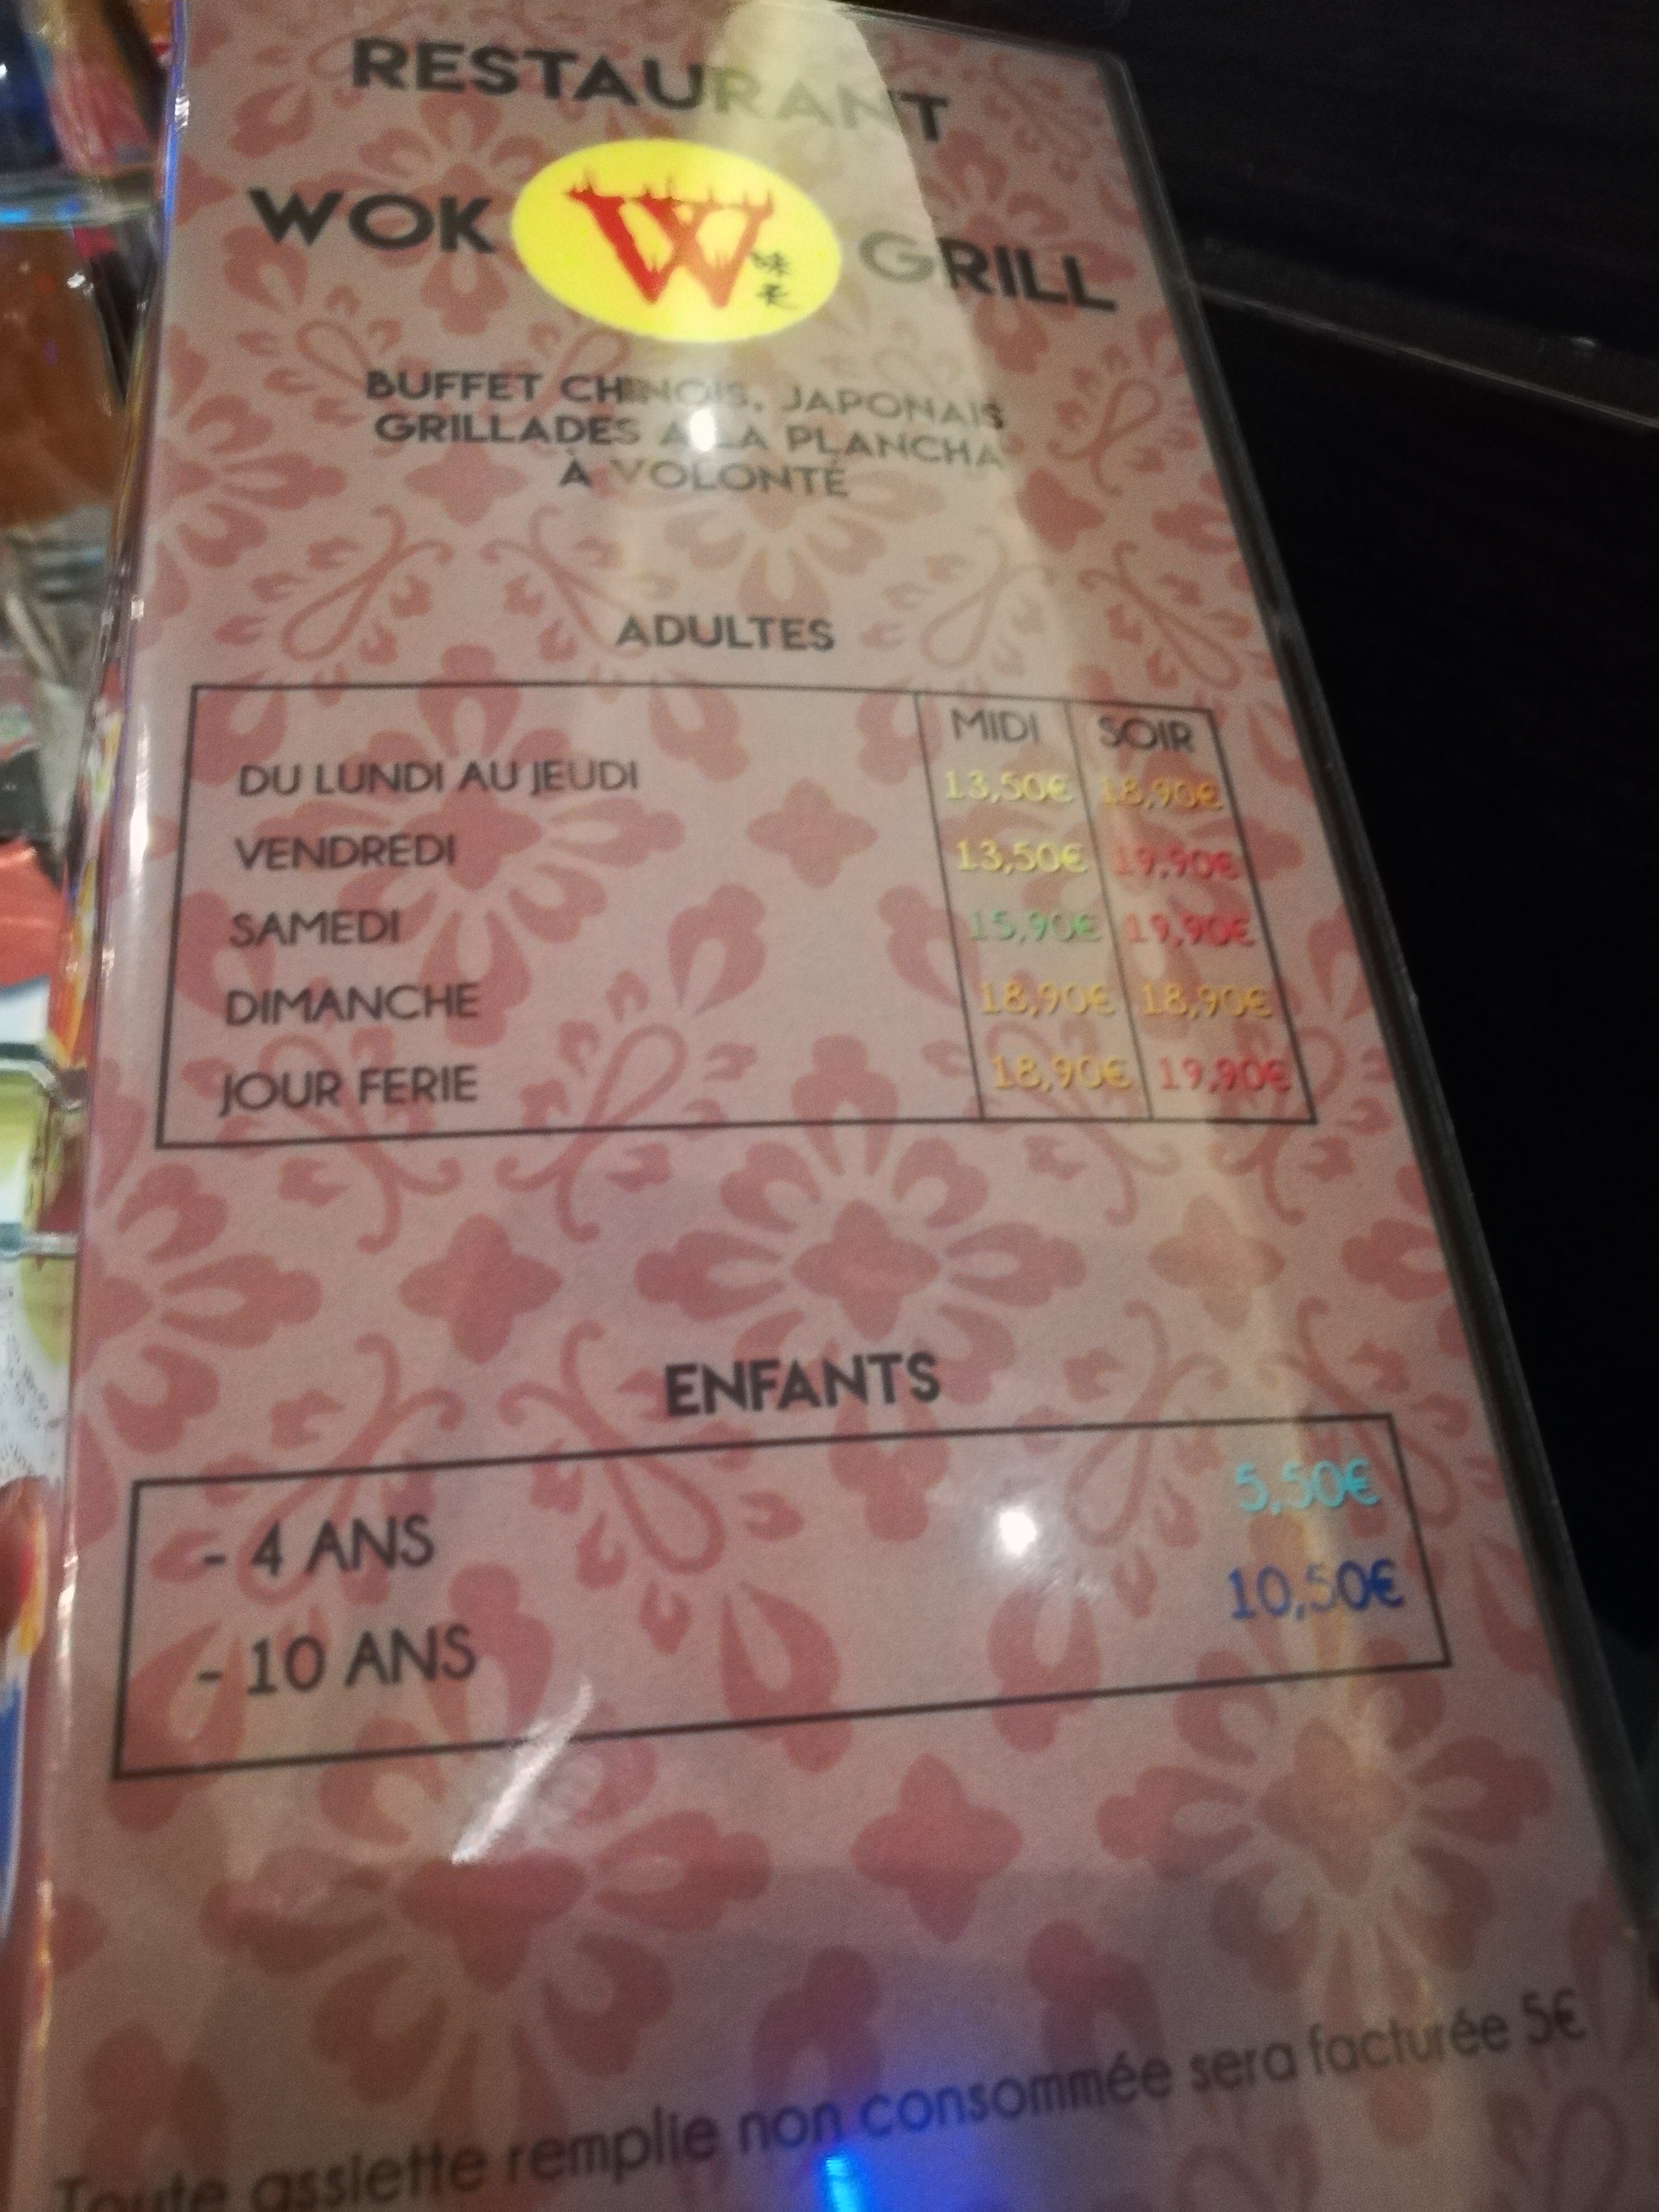 RESTAURANT
WOK W GRILL
BUFFET CHINOIS, JAPONAIS
GRILLADES A LA PLANCHA
À VOLONTÉ
ADULTES
MIDI SOIR
DU LUNDI AU JEUDI 13,50€ 18,90€
VENDREDI 13,50€ 19,90€
SAMEDI 15,90€ 19,90€
DIMANCHE 18,90€ 18,90€
JOUR FERIE 18,90€ 19,90€
ENFANTS
- 4 ANS 5,50€
- 10 ANS 10,50€
Toute assiette remplie non consommée sera facturée 5€